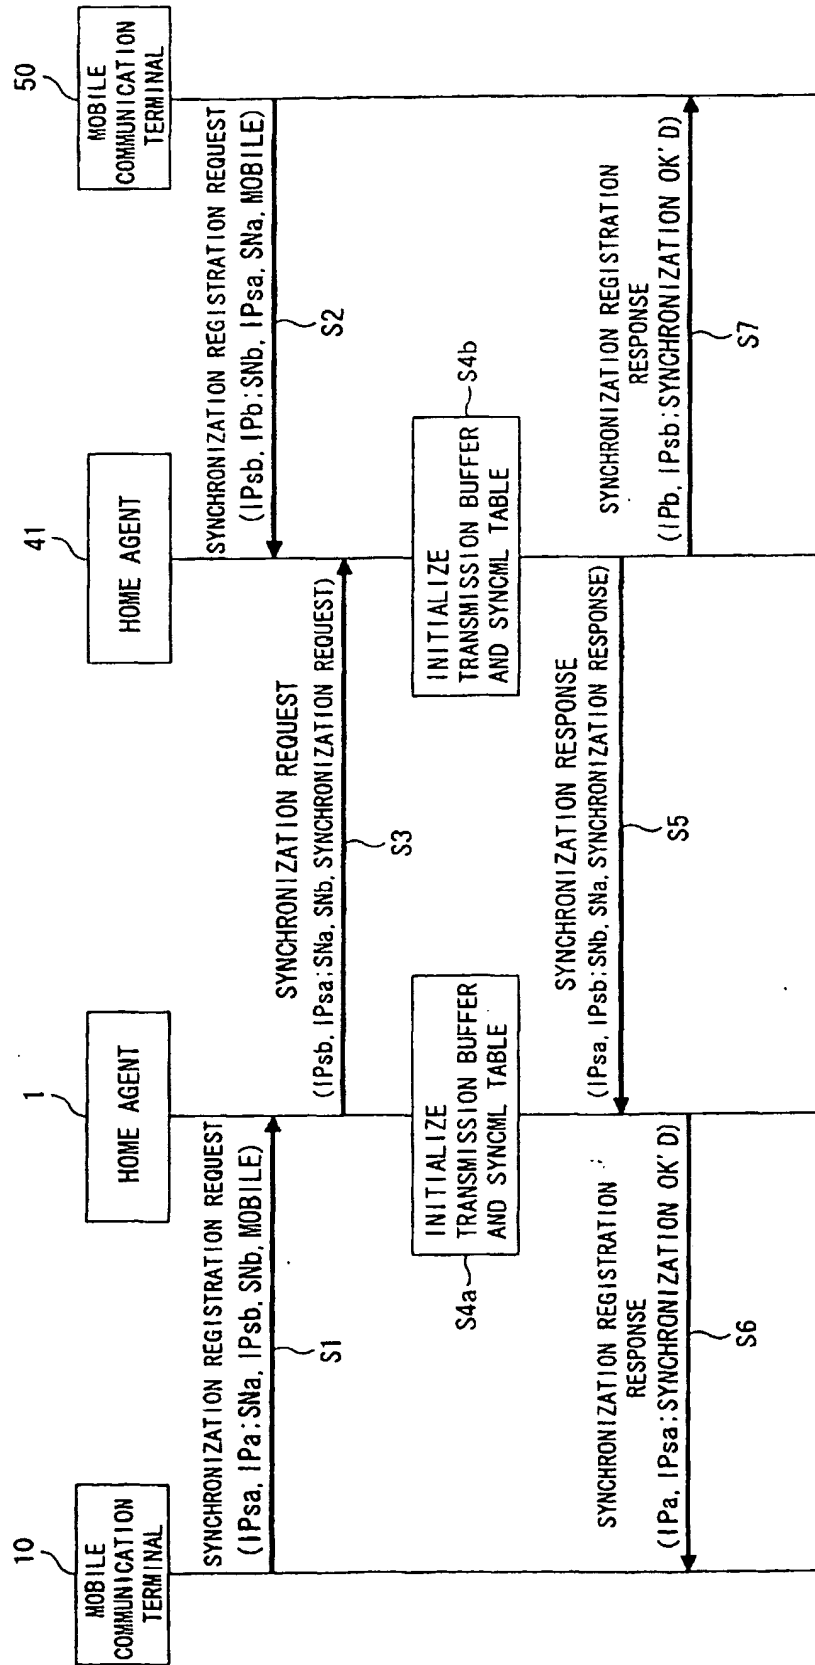 10
MOBILE
COMMUNICATION
TERMINAL
1
HOME AGENT
41
HOME AGENT
50
MOBILE
COMMUNICATION
TERMINAL
SYNCHRONIZATION REGISTRATION REQUEST
(IPsa, IPa;SNa, IPsb, SNb, MOBILE)
S1
SYNCHRONIZATION REGISTRATION REQUEST
(IPsb, IPb;SNb, IPsa, SNa, MOBILE)
S2
SYNCHRONIZATION REQUEST
(IPsb, IPsa;SNa, SNb, SYNCHRONIZATION REQUEST)
S3
INITIALIZE
TRANSMISSION BUFFER
AND SYNCML TABLE
S4a
INITIALIZE
TRANSMISSION BUFFER
AND SYNCML TABLE
S4b
SYNCHRONIZATION RESPONSE
(IPsa, IPsb;SNb, SNa, SYNCHRONIZATION RESPONSE)
S5
SYNCHRONIZATION REGISTRATION
RESPONSE
(IPa, IPsa;SYNCHRONIZATION OK'D)
S6
SYNCHRONIZATION REGISTRATION
RESPONSE
(IPb, IPsb;SYNCHRONIZATION OK'D)
S7